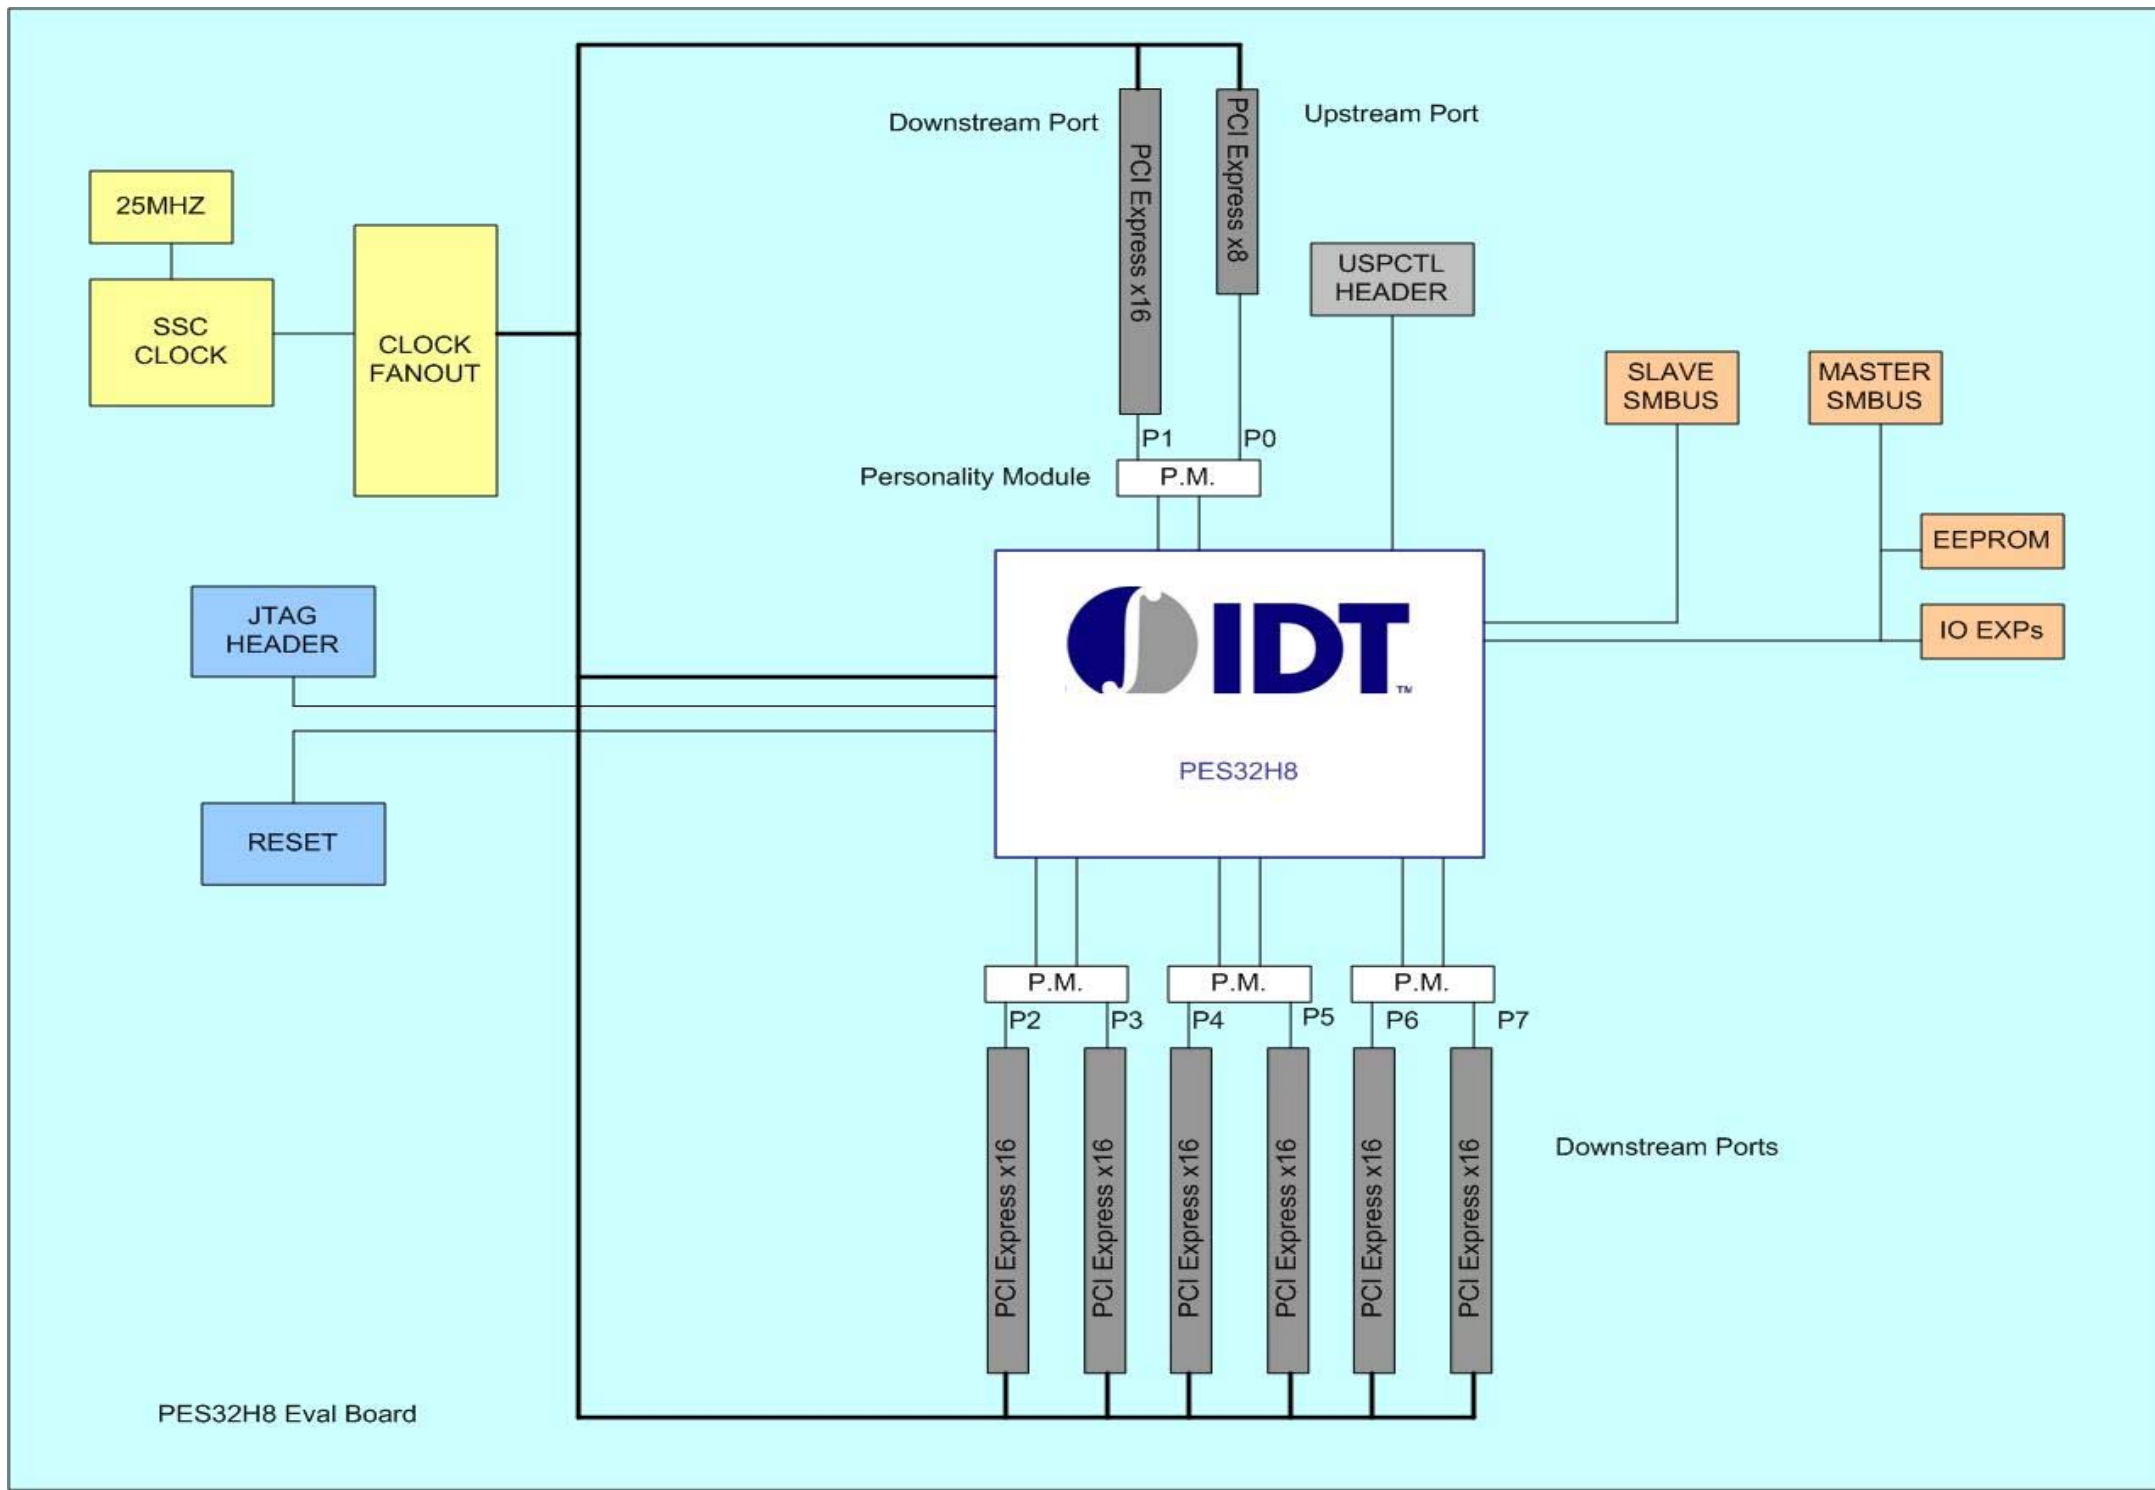 Downstream Port
Upstream Port
PCI Express x16
PCI Express x8
25MHZ
SSC
CLOCK
CLOCK
FANOUT
USPCTL
HEADER
SLAVE
SMBUS
MASTER
SMBUS
P1
P0
Personality Module
P.M.
EEPROM
IO EXPs
JTAG
HEADER
IDT
TM
PES32H8
RESET
P.M.
P.M.
P.M.
P2
P3
P4
P5
P6
P7
PCI Express x16
PCI Express x16
PCI Express x16
PCI Express x16
PCI Express x16
PCI Express x16
Downstream Ports
PES32H8 Eval Board